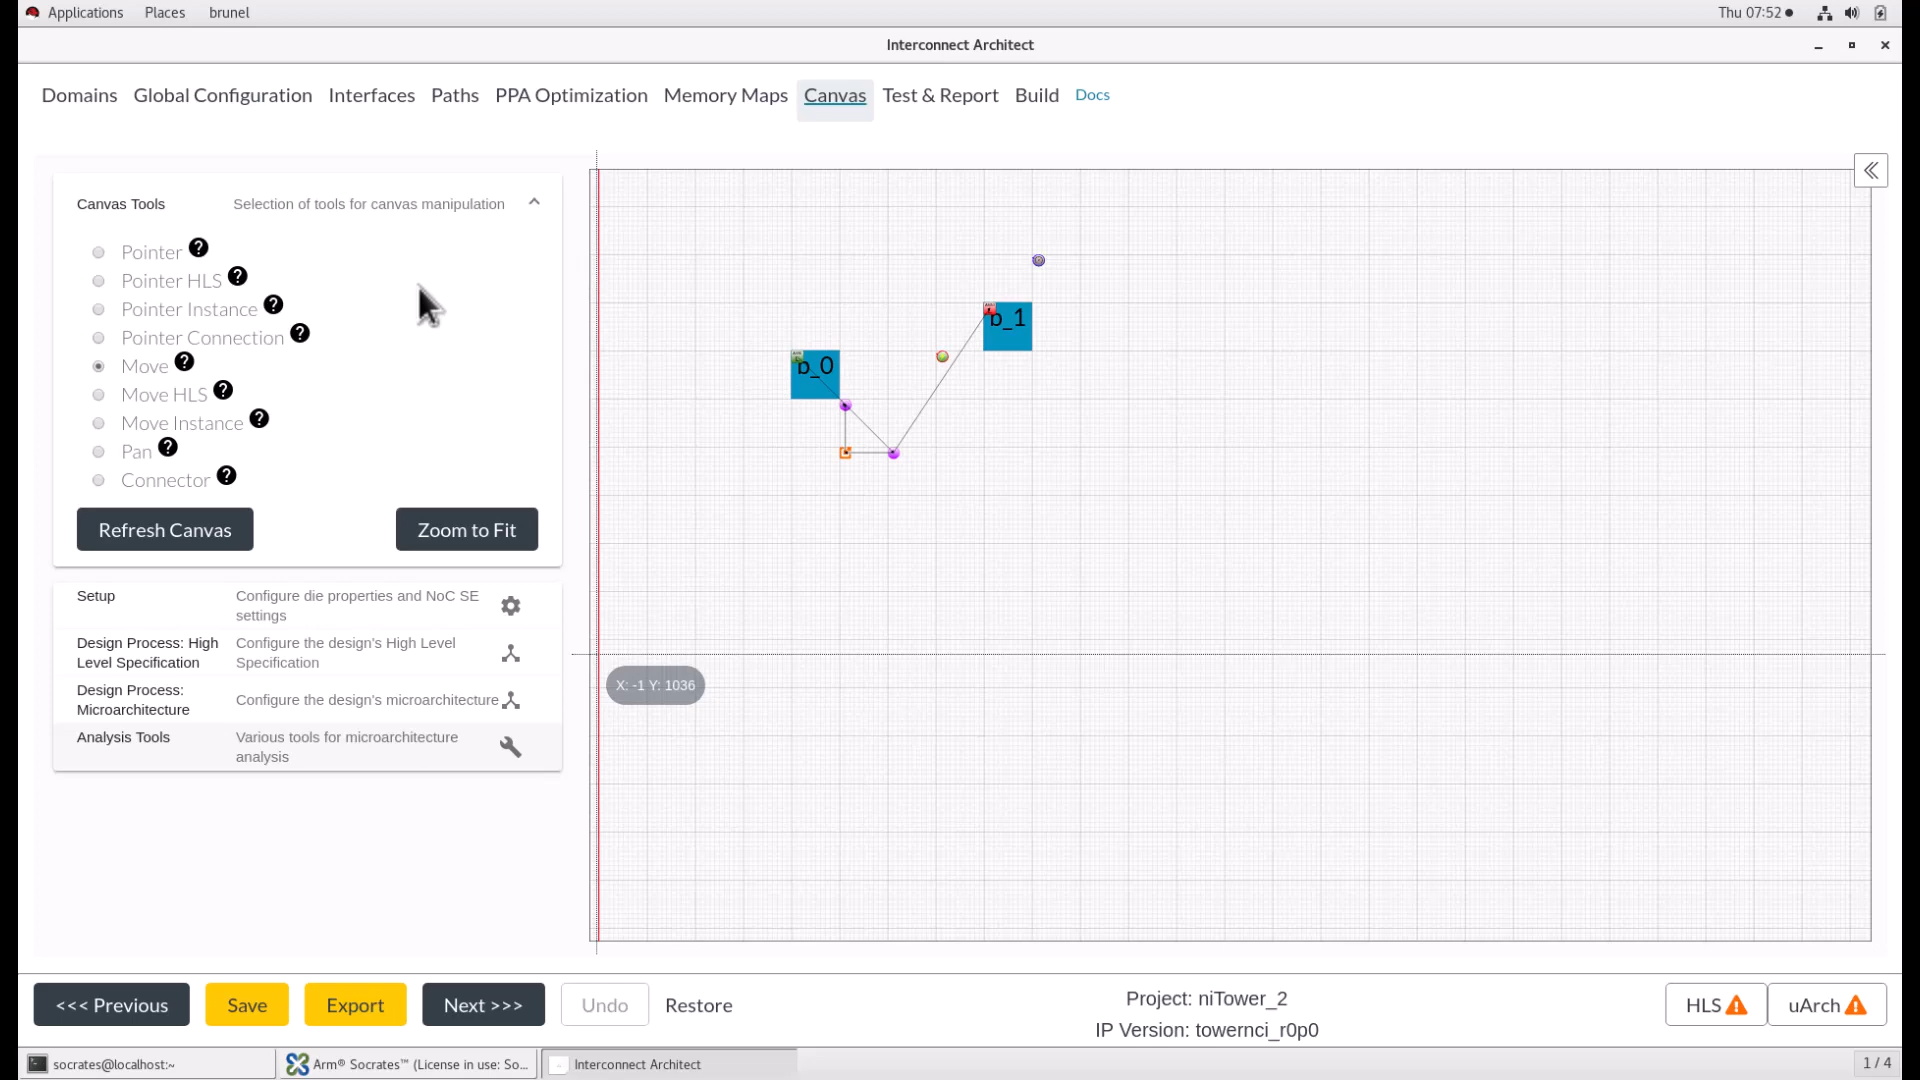 Applications Places brunel Thu 07:52
Interconnect Architect
Domains Global Configuration Interfaces Paths PPA Optimization Memory Maps Canvas Test & Report Build Docs
Canvas Tools Selection of tools for canvas manipulation
Pointer
Pointer HLS
Pointer Instance
Pointer Connection
Move
Move HLS
Move Instance
Pan
Connector
Refresh Canvas Zoom to Fit
b_1
b_0
Setup Configure die properties and NoC SE
settings
Design Process: High Configure the design's High Level
Level Specification Specification
Design Process:
Microarchitecture
Configure the design's microarchitecture
Analysis Tools Various tools for microarchitecture
analysis
X: -1 Y: 1036
<<< Previous Save Export Next >>> Undo Restore
Project: niTower_2
IP Version: towernci_r0p0
HLS uArch
socrates@localhost:~ Arm® Socrates™ (License in use: So... Interconnect Architect 1 / 4